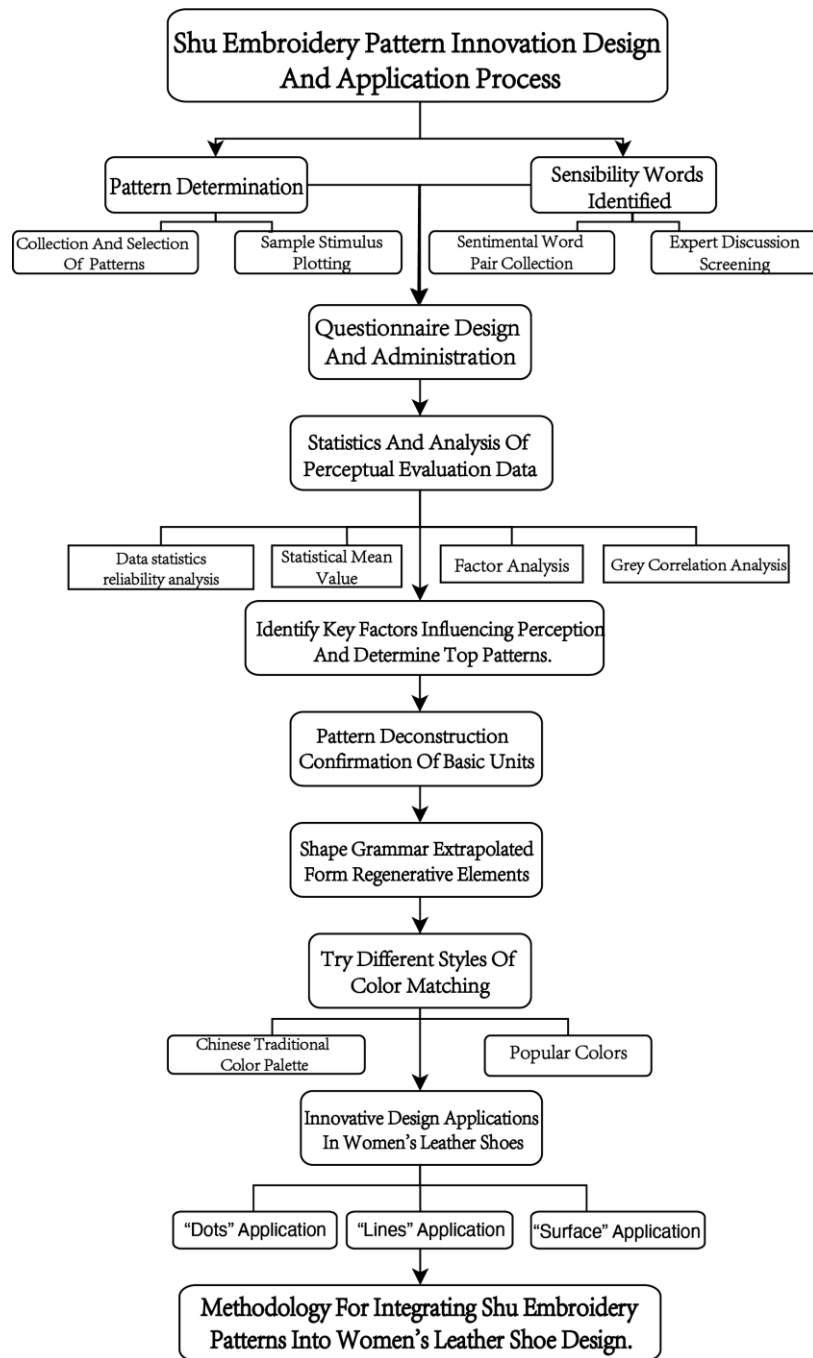 Shu Embroidery Pattern Innovation Design
And Application Process
Pattern Determination
Sensibility Words
Identified
Collection And Selection
Of Patterns
Sample Stimulus
Plotting
Sentimental Word
Pair Collection
Expert Discussion
Screening
Questionnaire Design
And Administration
Statistics And Analysis Of
Perceptual Evaluation Data
Data statistics
reliability analysis
Statistical Mean
Value
Factor Analysis
Grey Correlation Analysis
Identify Key Factors Influencing Perception
And Determine Top Patterns.
Pattern Deconstruction
Confirmation Of Basic Units
Shape Grammar Extrapolated
Form Regenerative Elements
Try Different Styles Of
Color Matching
Chinese Traditional
Color Palette
Popular Colors
Innovative Design Applications
In Women’s Leather Shoes
“Dots” Application
“Lines” Application
“Surface” Application
Methodology For Integrating Shu Embroidery
Patterns Into Women’s Leather Shoe Design.